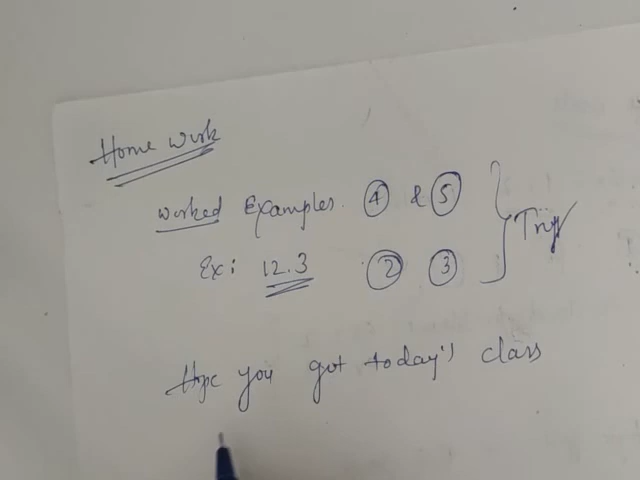 Home work
Worked Examples. 4 & 5
Ex: 12.3 2 3
Try
Hope you got today's class